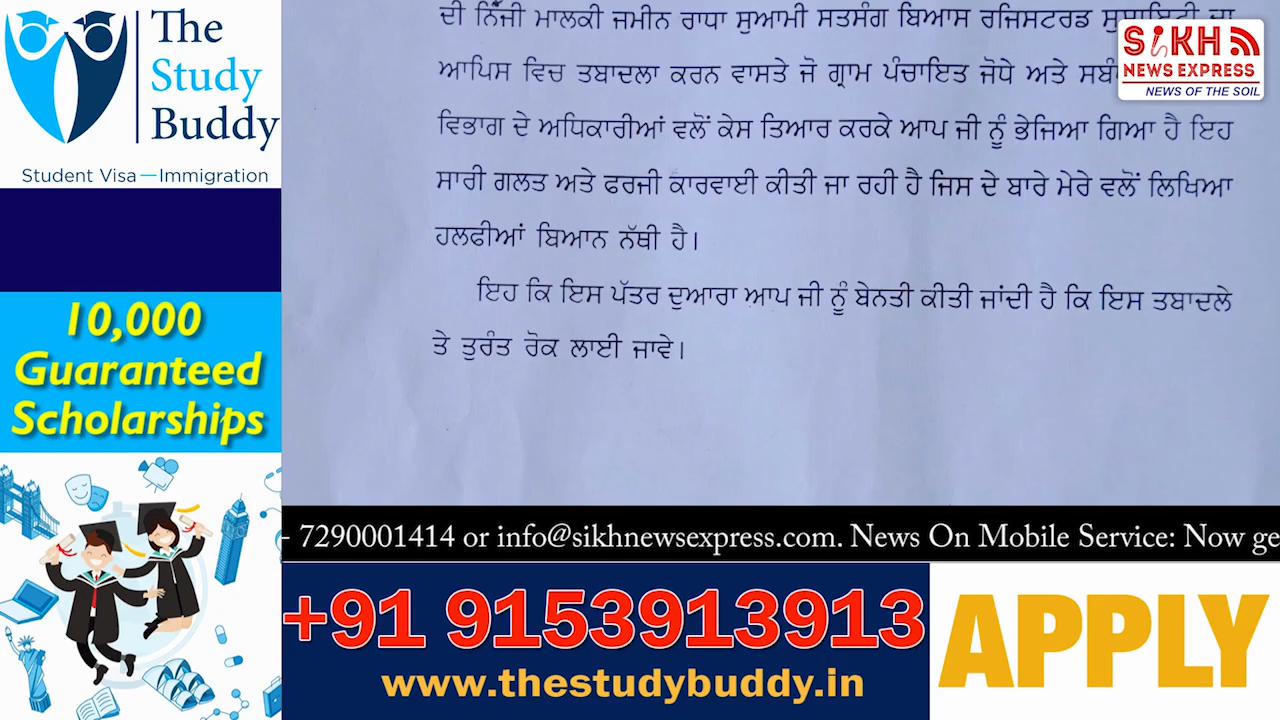 The
Study
Buddy
Student Visa—Immigration
10,000
Guaranteed
Scholarships
ਦੀ ਨਿੱਜੀ ਮਾਲਕੀ ਜਮੀਨ ਰਾਧਾ ਸੁਆਮੀ ਸਤਸੰਗ ਬਿਆਸ ਰਜਿਸਟਰਡ
ਆਪਿਸ ਵਿਚ ਤਬਾਦਲਾ ਕਰਨ ਵਾਸਤੇ ਜੋ ਗ੍ਰਾਮ ਪੰਚਾਇਤ ਜੋਧੇ ਅਤੇ
ਵਿਭਾਗ ਦੇ ਅਧਿਕਾਰੀਆਂ ਵਲੋਂ ਕੇਸ ਤਿਆਰ ਕਰਕੇ ਆਪ ਜੀ ਨੂੰ ਭੇਜਿਆ ਗਿਆ ਹੈ ਇਹ
ਸਾਰੀ ਗਲਤ ਅਤੇ ਫਰਜੀ ਕਾਰਵਾਈ ਕੀਤੀ ਜਾ ਰਹੀ ਹੈ ਜਿਸ ਦੇ ਬਾਰੇ ਮੇਰੇ ਵਲੋਂ ਲਿਖਿਆ
ਹਲਫੀਆਂ ਬਿਆਨ ਨੱਥੀ ਹੈ।
ਇਹ ਕਿ ਇਸ ਪੱਤਰ ਦੁਆਰਾ ਆਪ ਜੀ ਨੂੰ ਬੇਨਤੀ ਕੀਤੀ ਜਾਂਦੀ ਹੈ ਕਿ ਇਸ ਤਬਾਦਲੇ
ਤੇ ਤੁਰੰਤ ਰੋਕ ਲਾਈ ਜਾਵੇ।
SIKH
NEWS EXPRESS
NEWS OF THE SOIL
- 7290001414 or info@sikhnewsexpress.com. News On Mobile Service: Now ge
+91 9153913913
www.thestudybuddy.in
APPLY